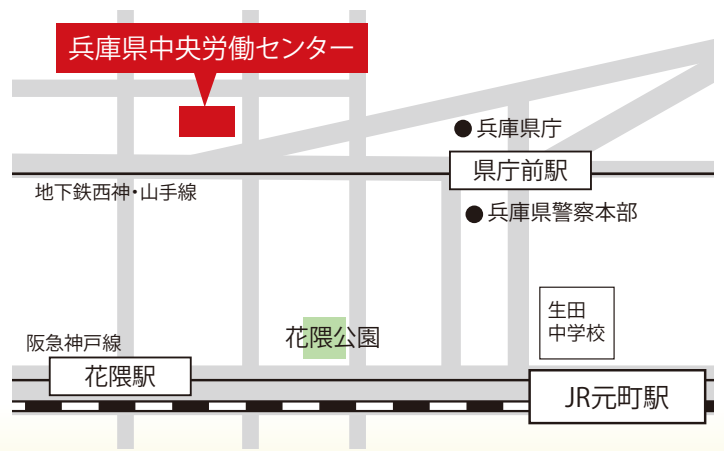 兵庫県中央労働センター
●兵庫県庁
県庁前駅
地下鉄西神・山手線
●兵庫県警察本部
生田
中学校
花隈公園
阪急神戸線
花隈駅
JR元町駅